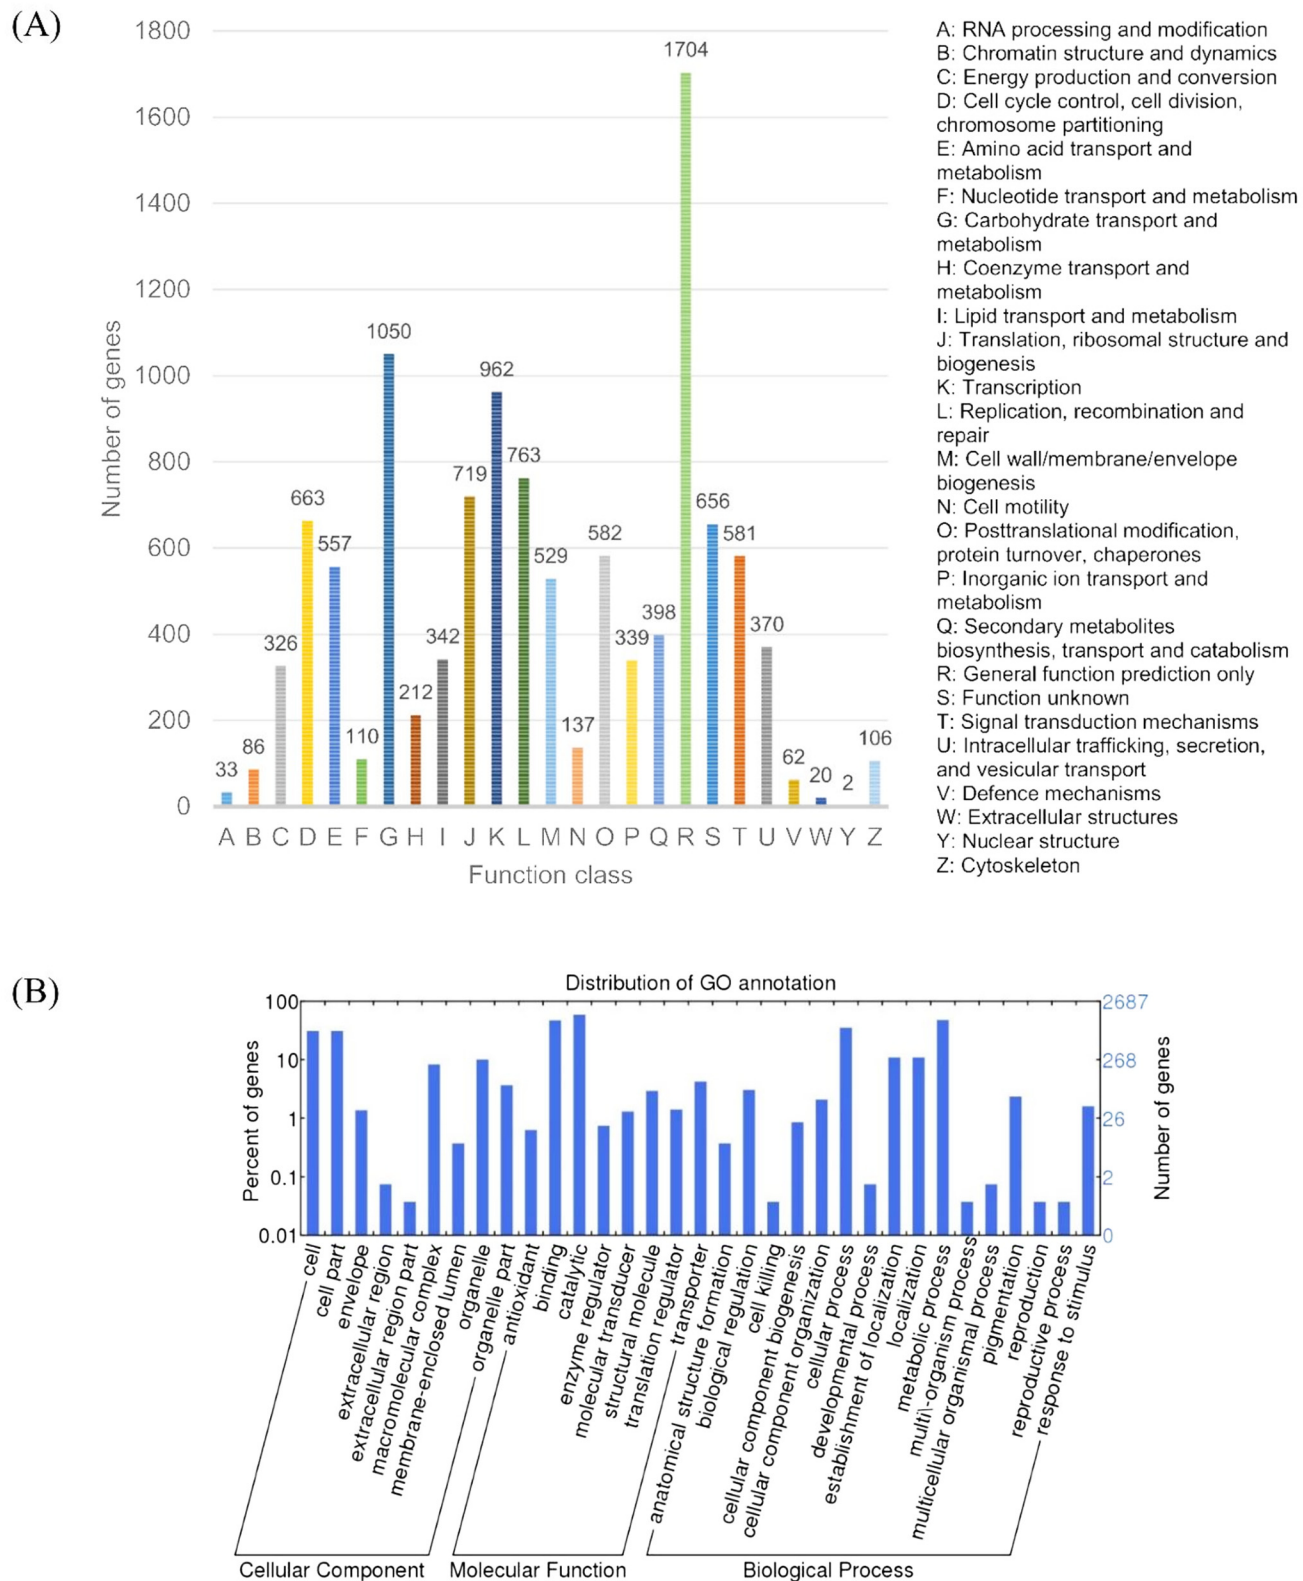 (A)
1800
1600
1400
1200
1000
800
600
400
200
0
Number of genes
33
86
326
663
557
110
1050
212
342
719
962
763
529
137
582
339
398
1704
656
581
370
62
20
2
106
A B C D E F G H I J K L M N O P Q R S T U V W Y Z
Function class
A: RNA processing and modification
B: Chromatin structure and dynamics
C: Energy production and conversion
D: Cell cycle control, cell division,
chromosome partitioning
E: Amino acid transport and
metabolism
F: Nucleotide transport and metabolism
G: Carbohydrate transport and
metabolism
H: Coenzyme transport and
metabolism
I: Lipid transport and metabolism
J: Translation, ribosomal structure and
biogenesis
K: Transcription
L: Replication, recombination and
repair
M: Cell wall/membrane/envelope
biogenesis
N: Cell motility
O: Posttranslational modification,
protein turnover, chaperones
P: Inorganic ion transport and
metabolism
Q: Secondary metabolites
biosynthesis, transport and catabolism
R: General function prediction only
S: Function unknown
T: Signal transduction mechanisms
U: Intracellular trafficking, secretion,
and vesicular transport
V: Defence mechanisms
W: Extracellular structures
Y: Nuclear structure
Z: Cytoskeleton
(B)
Distribution of GO annotation
100
10
1
0.1
0.01
Percent of genes
2687
268
26
2
0
Number of genes
cell
cell part
envelope
extracellular region
extracellular region part
macromolecular complex
membrane-enclosed lumen
organelle
organelle part
antioxidant
binding
catalytic
enzyme regulator
molecular transducer
structural molecule
translation regulator
transporter
anatomical structure formation
biological regulation
cell killing
cellular component biogenesis
cellular component organization
cellular process
developmental process
establishment of localization
localization
metabolic process
multi\-organism process
multicellular organismal process
pigmentation
reproduction
reproductive process
response to stimulus
Cellular Component
Molecular Function
Biological Process